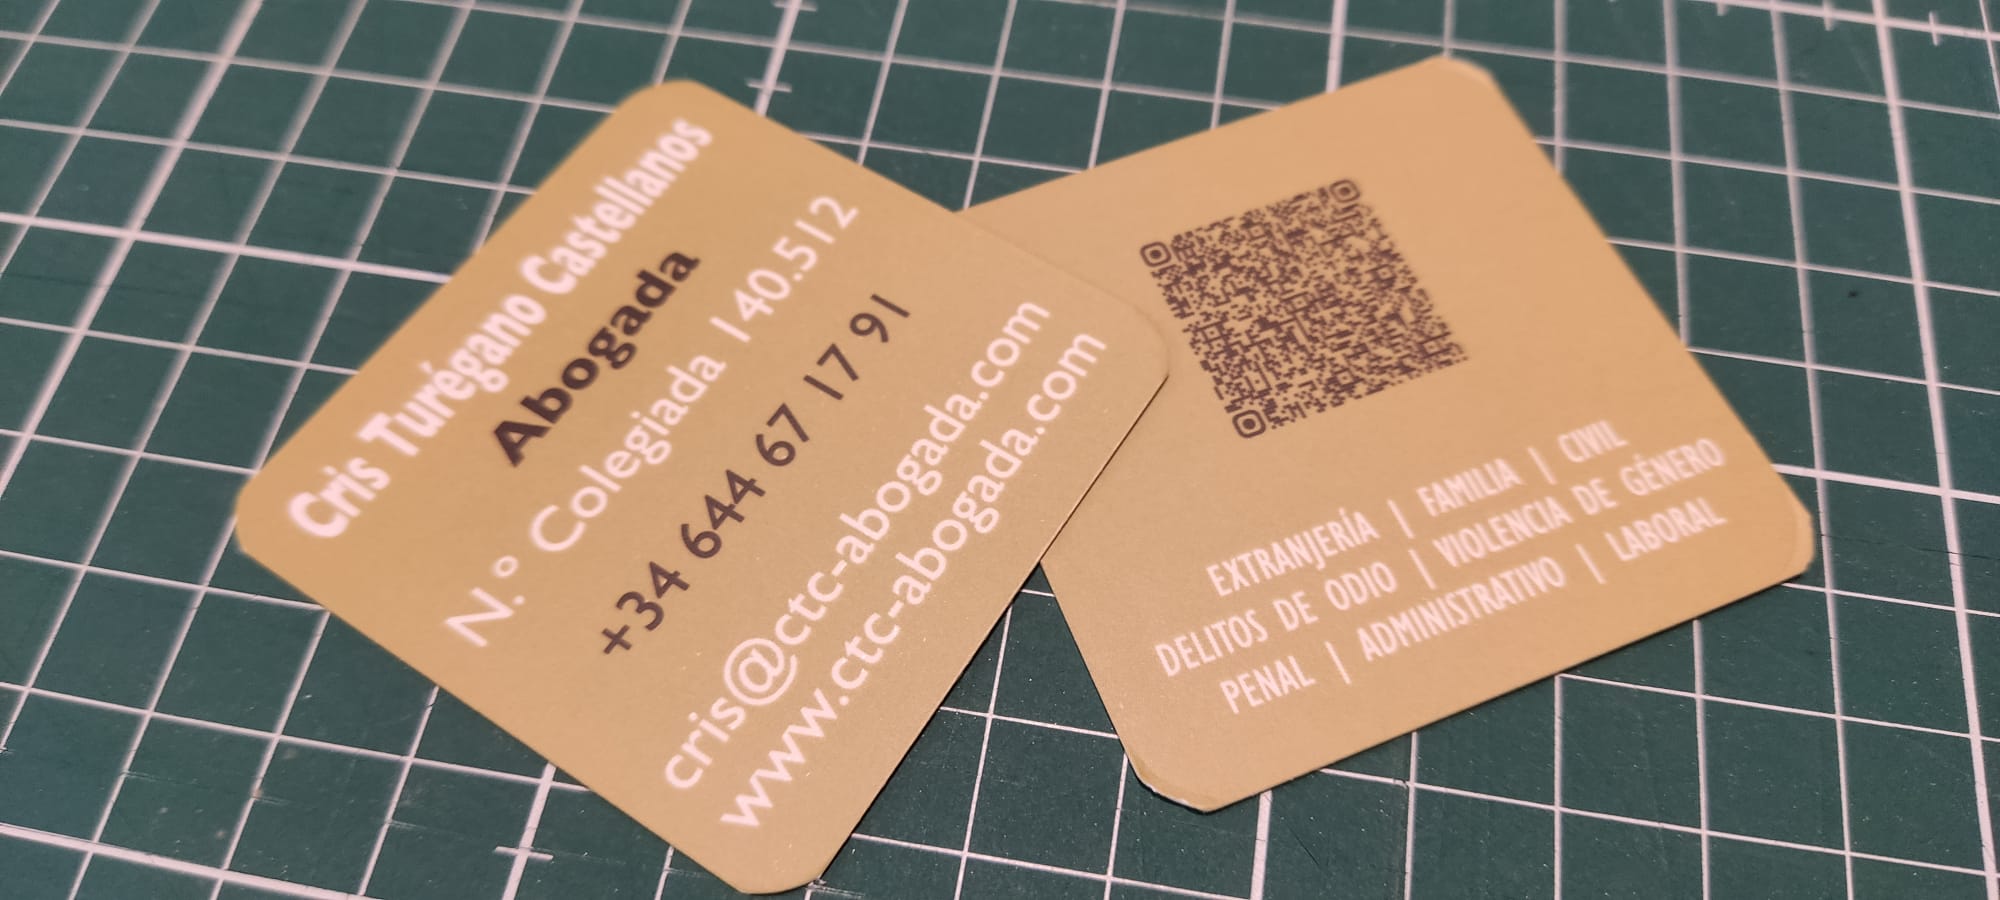 Cris Turégano Castellanos
Abogada
N.º Colegiada 140.512
+34 644 67 17 91
cris@ctc-abogada.com
www.ctc-abogada.com
EXTRANJERÍA | FAMILIA | CIVIL
DELITOS DE ODIO | VIOLENCIA DE GÉNERO
PENAL | ADMINISTRATIVO | LABORAL